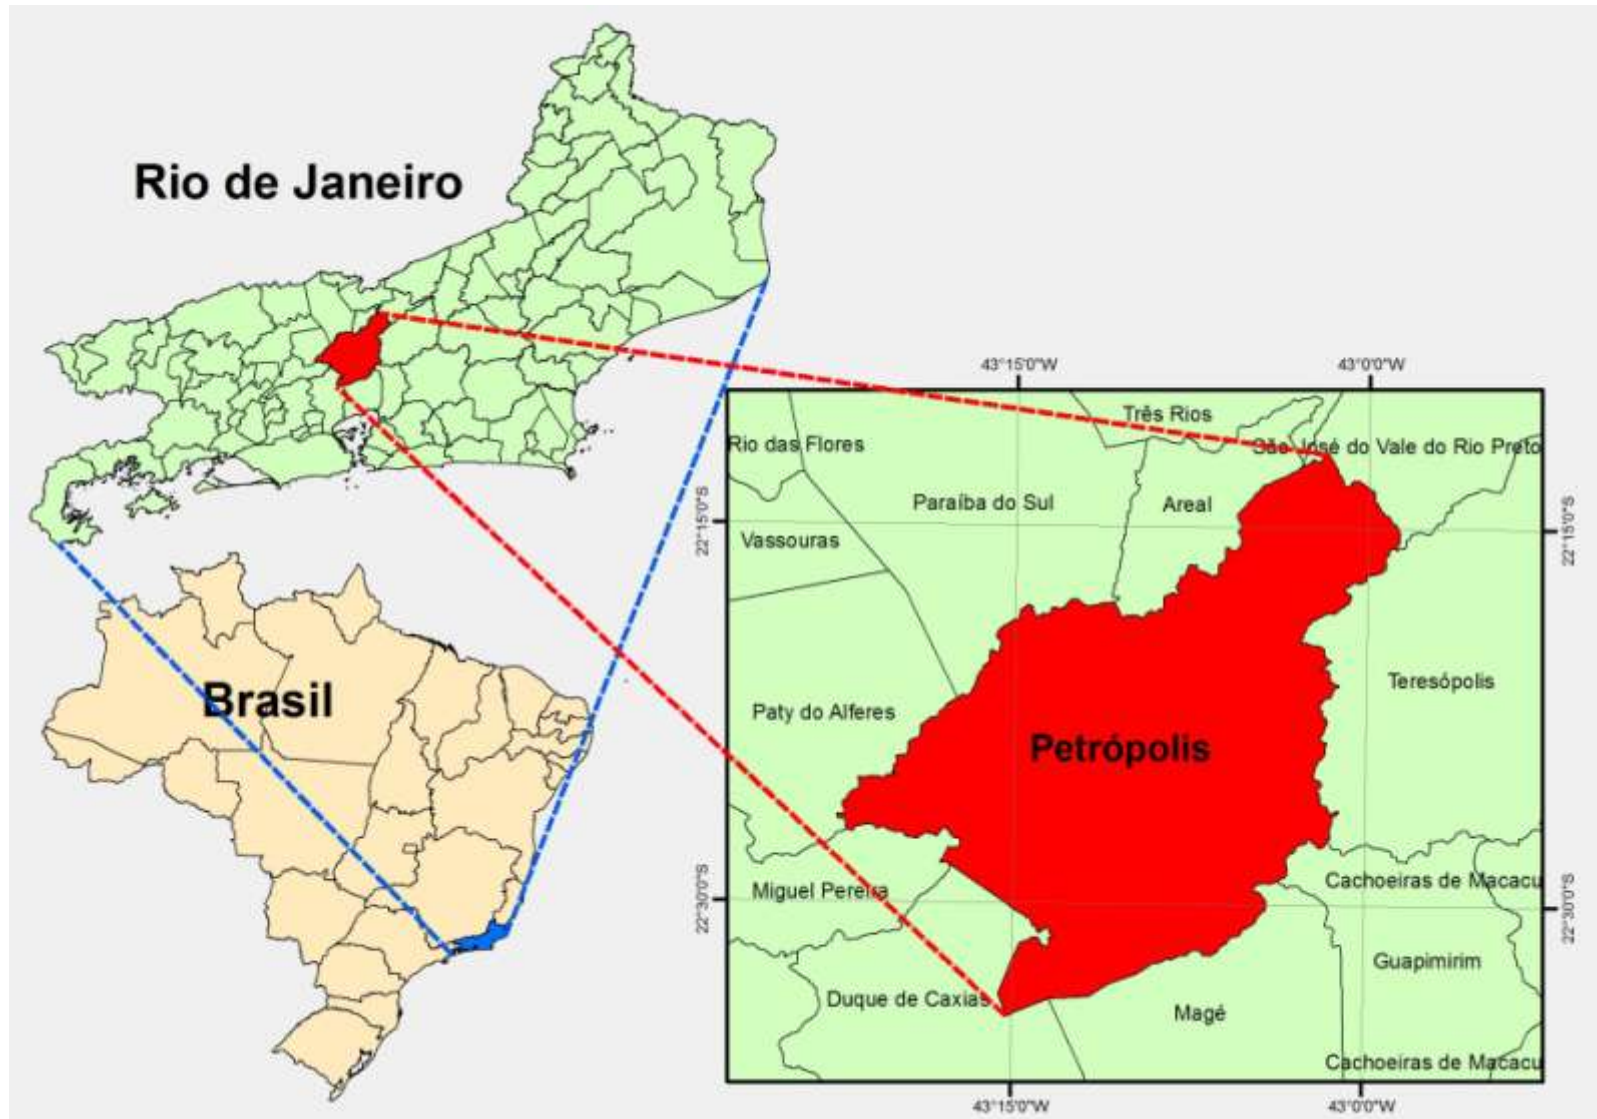 Rio de Janeiro
Brasil
43°15'0"W
43°0'0"W
Três Rios
Rio das Flores
São José do Vale do Rio Preto
Paraíba do Sul
Areal
22°15'0"S
22°15'0"S
Vassouras
Teresópolis
Paty do Alferes
Petrópolis
Miguel Pereira
Cachoeiras de Macacu
22°30'0"S
22°30'0"S
Guapimirim
Duque de Caxias
Magé
Cachoeiras de Macacu
43°15'0"W
43°0'0"W